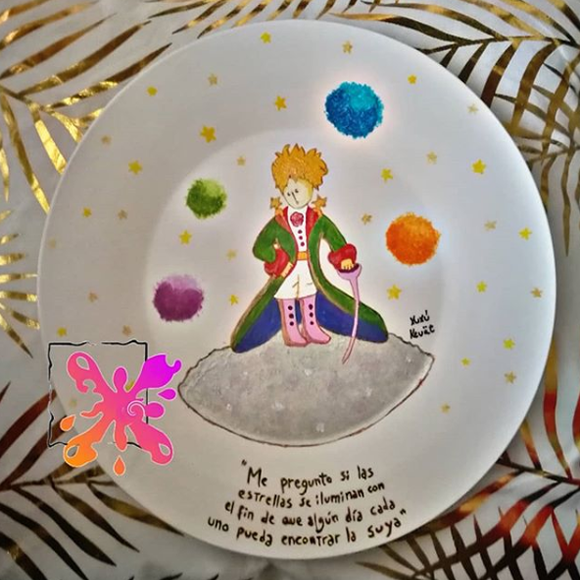 "Me pregunto si las
estrellas se iluminan con
el fin de que algún día cada
uno pueda encontrar la suya"